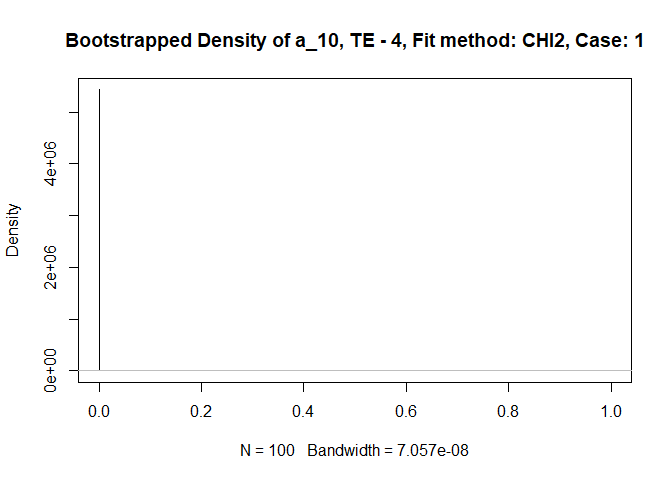 Bootstrapped Density of a_10, TE - 4, Fit method: CHI2, Case: 1
Density
4e+06
2e+06
0e+00
0.0 0.2 0.4 0.6 0.8 1.0
N = 100 Bandwidth = 7.057e-08